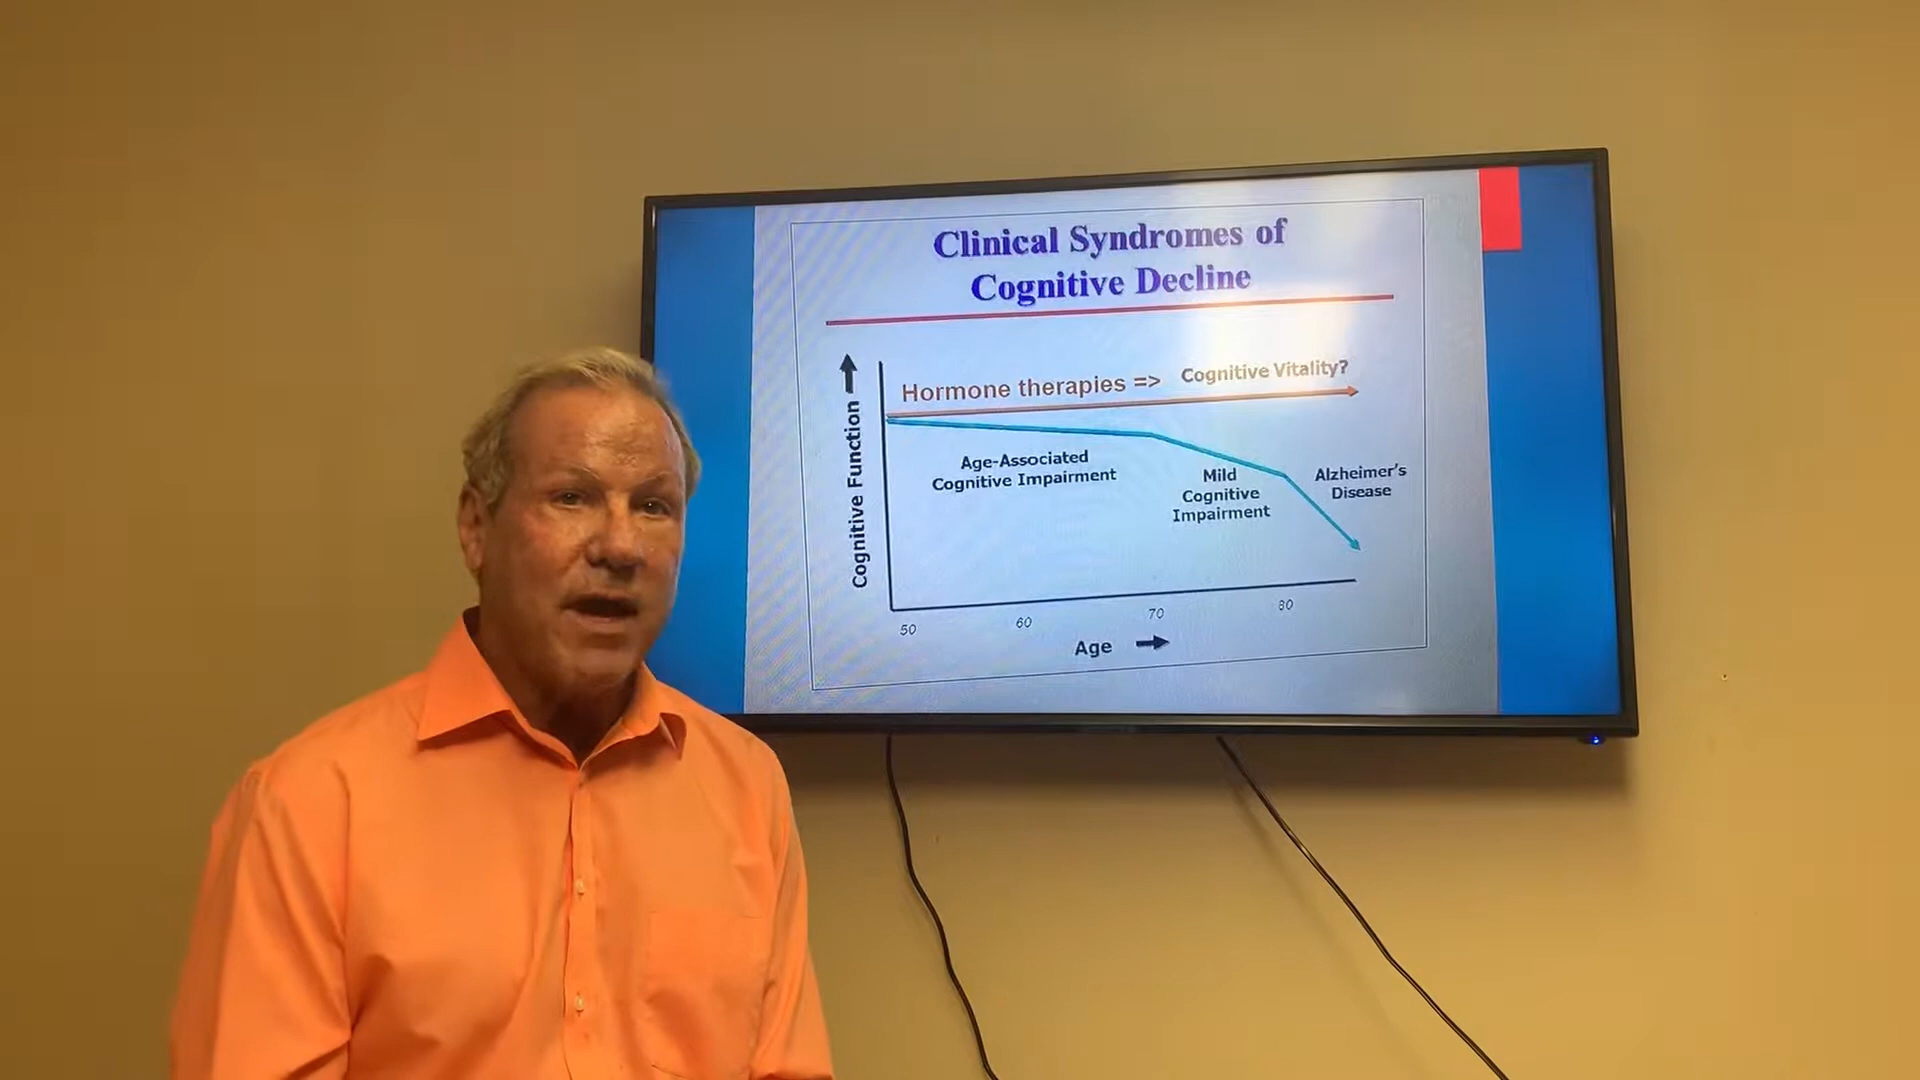 Clinical Syndromes of
Cognitive Decline
Cognitive Function
Hormone therapies => Cognitive Vitality?
Age-Associated
Cognitive Impairment
Mild
Cognitive
Impairment
Alzheimer's
Disease
50 60 70 80
Age